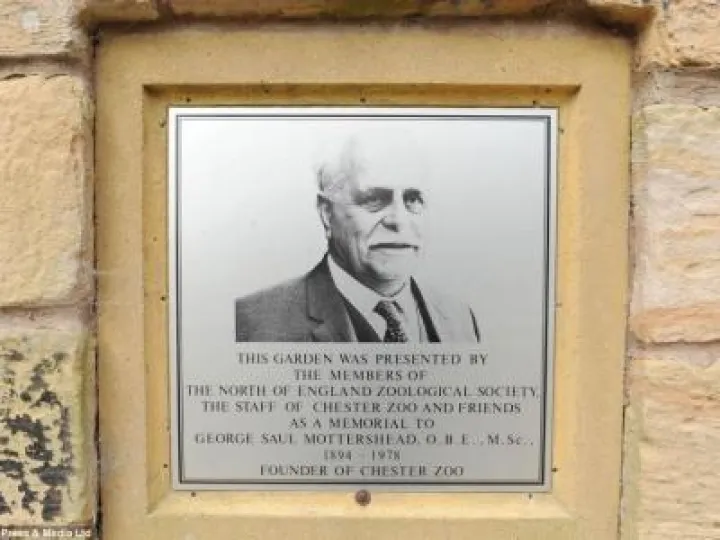 THIS GARDEN WAS PRESENTED BY
THE MEMBERS OF
THE NORTH OF ENGLAND ZOOLOGICAL SOCIETY,
THE STAFF OF CHESTER ZOO AND FRIENDS
AS A MEMORIAL TO
GEORGE SAUL MOTTERSHEAD, O.B.E., M.Sc.,
1894 - 1978
FOUNDER OF CHESTER ZOO
Press & Media Ltd